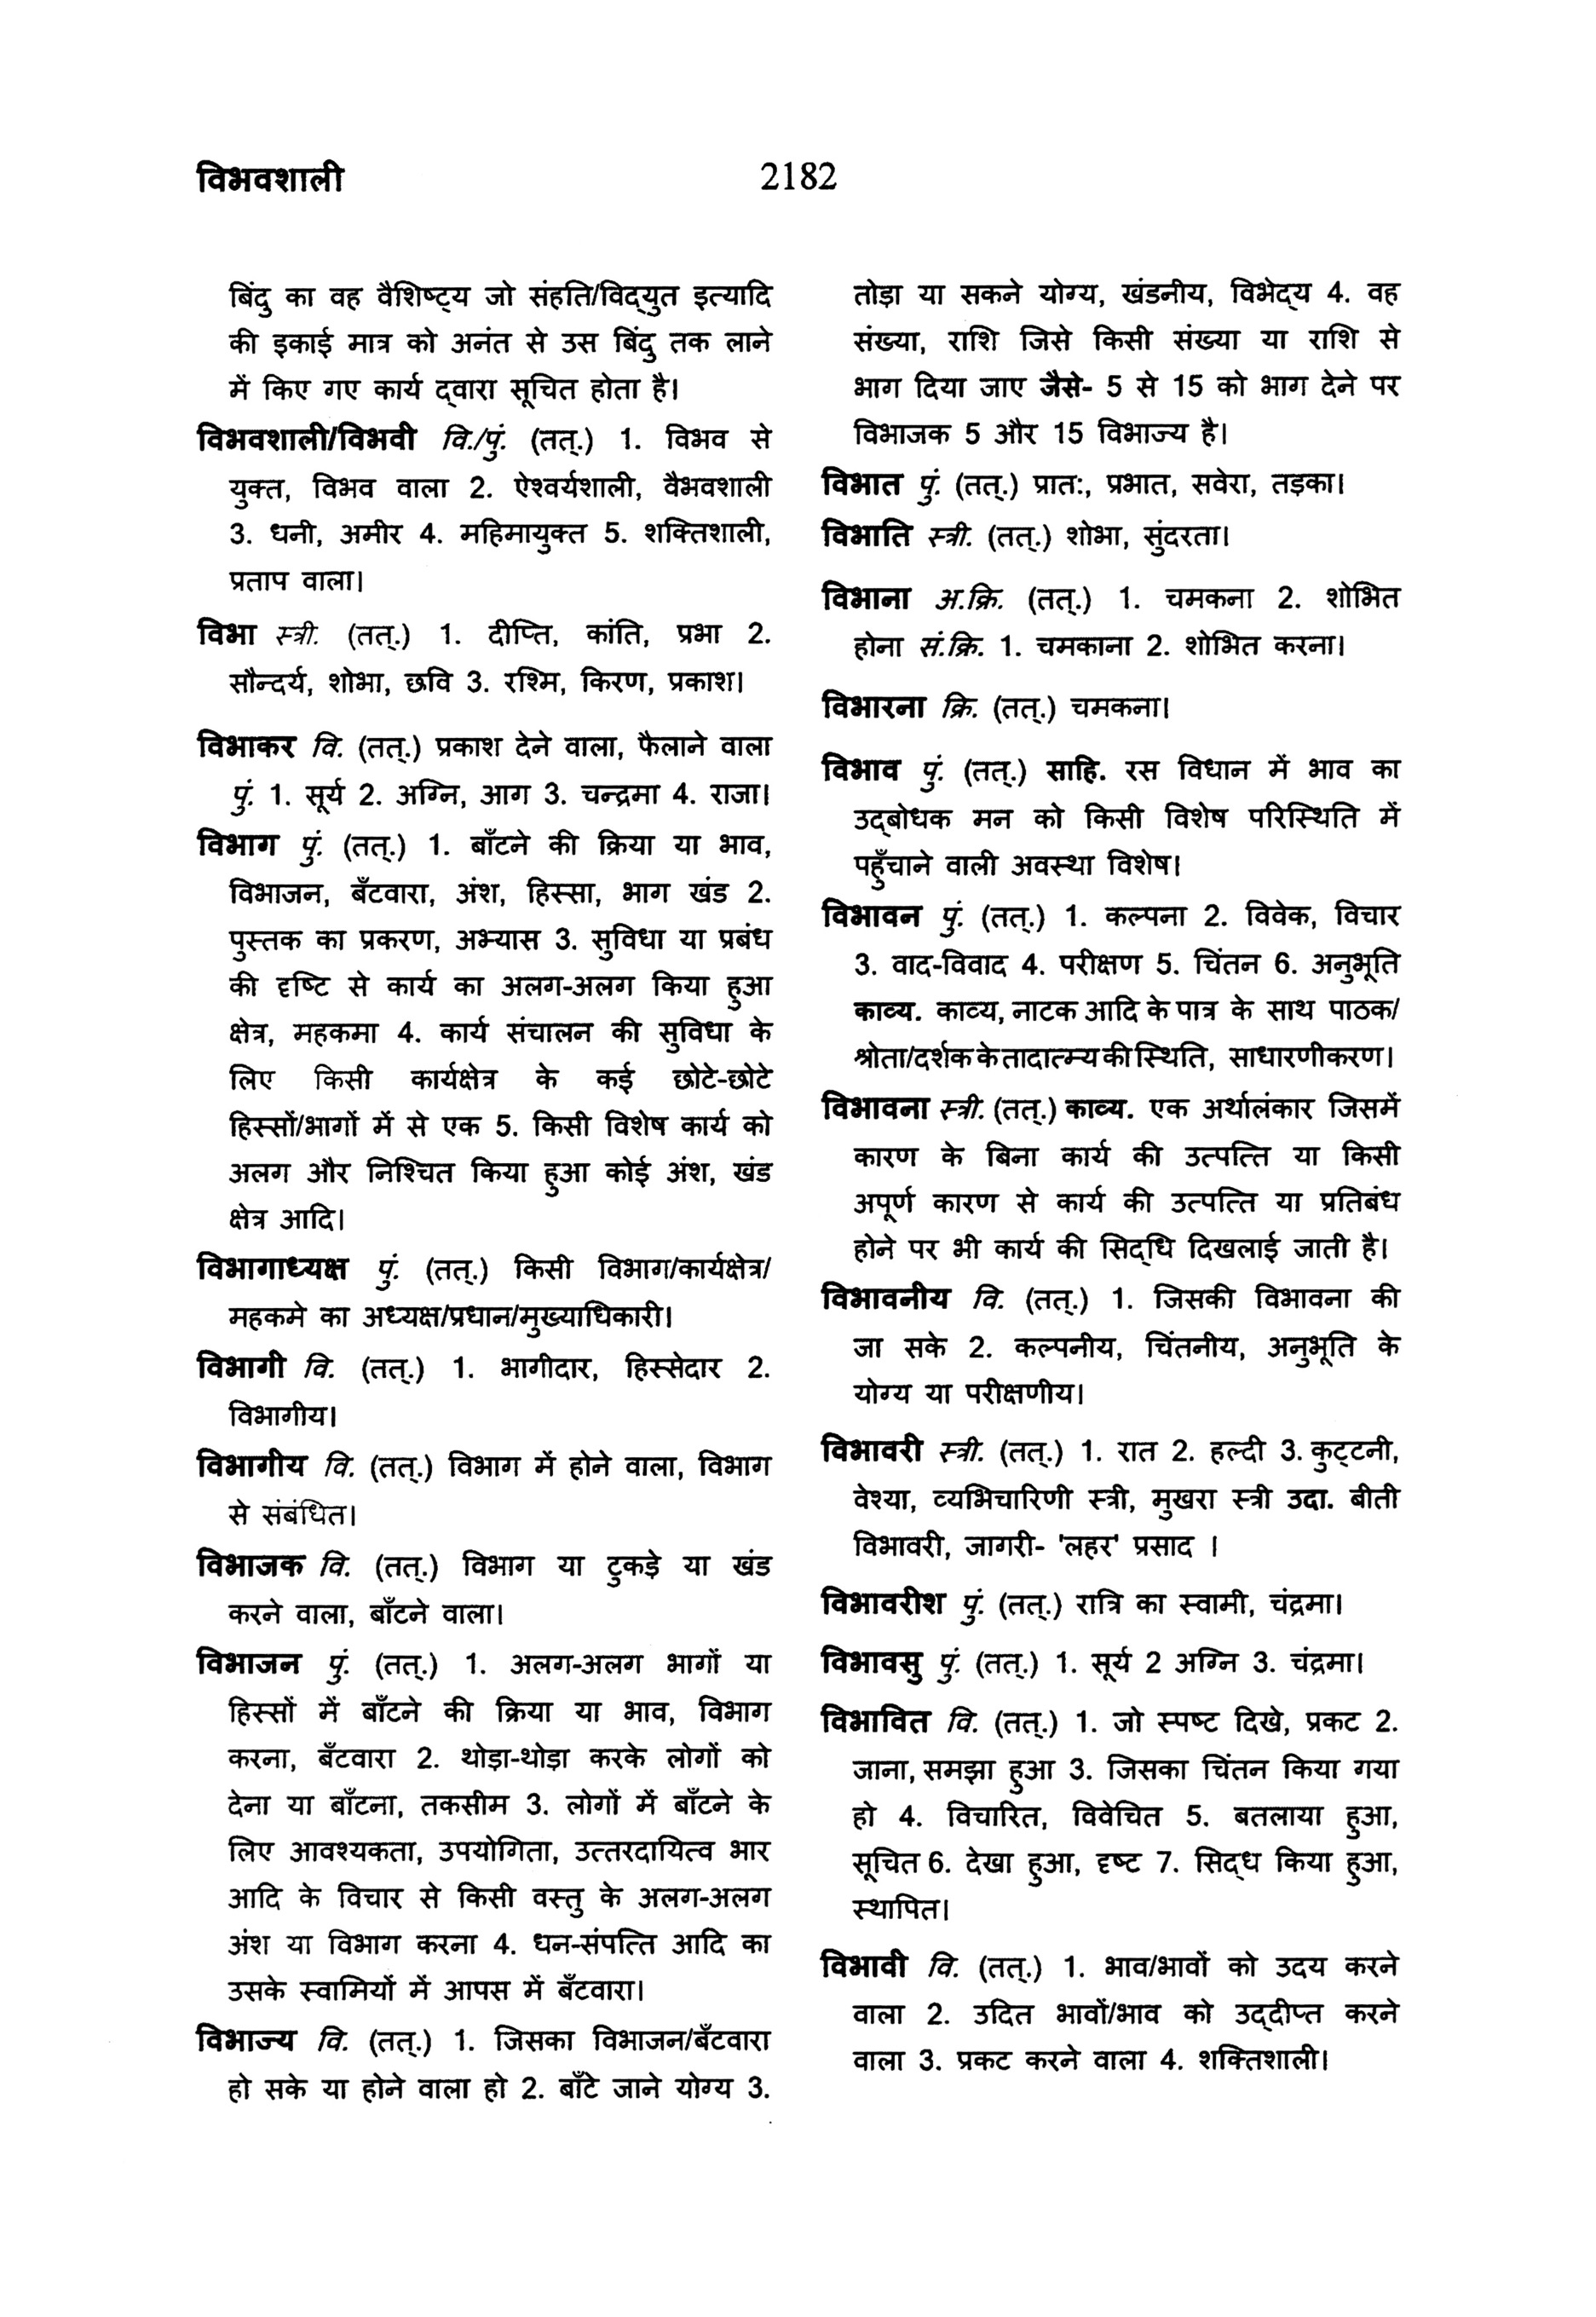 विभवशाली
2182
बिंदु का वह वैशिष्ट्य जो संहति/विद्‌युत इत्यादि
की इकाई मात्र को अनंत से उस बिंदु तक लाने
में किए गए कार्य द्‌वारा सूचित होता है।
विभवशाली/विभवी वि./पुं. (तत्.) 1. विभव से
युक्त, विभव वाला 2. ऐश्वर्यशाली, वैभवशाली
3. धनी, अमीर 4. महिमायुक्त 5. शक्तिशाली,
प्रताप वाला।
विभा स्त्री. (तत्.) 1. दीप्ति, कांति, प्रभा 2.
सौन्दर्य, शोभा, छवि 3. रश्मि, किरण, प्रकाश।
विभाकर वि. (तत्.) प्रकाश देने वाला, फैलाने वाला
पुं. 1. सूर्य 2. अग्नि, आग 3. चन्द्रमा 4. राजा।
विभाग पुं. (तत्.) 1. बाँटने की क्रिया या भाव,
विभाजन, बँटवारा, अंश, हिस्सा, भाग खंड 2.
पुस्तक का प्रकरण, अभ्यास 3. सुविधा या प्रबंध
की दृष्टि से कार्य का अलग-अलग किया हुआ
क्षेत्र, महकमा 4. कार्य संचालन की सुविधा के
लिए किसी कार्यक्षेत्र के कई छोटे-छोटे
हिस्सों/भागों में से एक 5. किसी विशेष कार्य को
अलग और निश्चित किया हुआ कोई अंश, खंड
क्षेत्र आदि।
विभागाध्यक्ष पुं. (तत्.) किसी विभाग/कार्यक्षेत्र/
महकमे का अध्यक्ष/प्रधान/मुख्याधिकारी।
विभागी वि. (तत्.) 1. भागीदार, हिस्सेदार 2.
विभागीय।
विभागीय वि. (तत्.) विभाग में होने वाला, विभाग
से संबंधित।
विभाजक वि. (तत्.) विभाग या टुकड़े या खंड
करने वाला, बाँटने वाला।
विभाजन पुं. (तत्.) 1. अलग-अलग भागों या
हिस्सों में बाँटने की क्रिया या भाव, विभाग
करना, बँटवारा 2. थोड़ा-थोड़ा करके लोगों को
देना या बाँटना, तकसीम 3. लोगों में बाँटने के
लिए आवश्यकता, उपयोगिता, उत्तरदायित्व भार
आदि के विचार से किसी वस्तु के अलग-अलग
अंश या विभाग करना 4. धन-संपत्ति आदि का
उसके स्वामियों में आपस में बँटवारा।
विभाज्य वि. (तत्.) 1. जिसका विभाजन/बँटवारा
हो सके या होने वाला हो 2. बाँटे जाने योग्य 3.
तोड़ा या सकने योग्य, खंडनीय, विभेद्‌य 4. वह
संख्या, राशि जिसे किसी संख्या या राशि से
भाग दिया जाए जैसे- 5 से 15 को भाग देने पर
विभाजक 5 और 15 विभाज्य है।
विभात पुं. (तत्.) प्रात:, प्रभात, सवेरा, तड़का।
विभाति स्त्री. (तत्.) शोभा, सुंदरता।
विभाना अ.क्रि. (तत्.) 1. चमकना 2. शोभित
होना सं.क्रि. 1. चमकाना 2. शोभित करना।
विभारना क्रि. (तत्.) चमकना।
विभाव पुं. (तत्.) साहि. रस विधान में भाव का
उद्‌बोधक मन को किसी विशेष परिस्थिति में
पहुँचाने वाली अवस्था विशेष।
विभावन पुं. (तत्.) 1. कल्पना 2. विवेक, विचार
3. वाद-विवाद 4. परीक्षण 5. चिंतन 6. अनुभूति
काव्य. काव्य, नाटक आदि के पात्र के साथ पाठक/
श्रोता/दर्शक के तादात्म्य की स्थिति, साधारणीकरण।
विभावना स्त्री. (तत्.) काव्य. एक अर्थालंकार जिसमें
कारण के बिना कार्य की उत्पत्ति या किसी
अपूर्ण कारण से कार्य की उत्पत्ति या प्रतिबंध
होने पर भी कार्य की सिद्‌धि दिखलाई जाती है।
विभावनीय वि. (तत्.) 1. जिसकी विभावना की
जा सके 2. कल्पनीय, चिंतनीय, अनुभूति के
योग्य या परीक्षणीय।
विभावरी स्त्री. (तत्.) 1. रात 2. हल्दी 3. कुट्‌टनी,
वेश्या, व्यभिचारिणी स्त्री, मुखरा स्त्री उदा. बीती
विभावरी, जागरी- 'लहर' प्रसाद ।
विभावरीश पुं. (तत्.) रात्रि का स्वामी, चंद्रमा।
विभावसु पुं. (तत्.) 1. सूर्य 2 अग्नि 3. चंद्रमा।
विभावित वि. (तत्.) 1. जो स्पष्ट दिखे, प्रकट 2.
जाना, समझा हुआ 3. जिसका चिंतन किया गया
हो 4. विचारित, विवेचित 5. बतलाया हुआ,
सूचित 6. देखा हुआ, दृष्ट 7. सिद्‌ध किया हुआ,
स्थापित।
विभावी वि. (तत्.) 1. भाव/भावों को उदय करने
वाला 2. उदित भावों/भाव को उद्‌दीप्त करने
वाला 3. प्रकट करने वाला 4. शक्तिशाली।